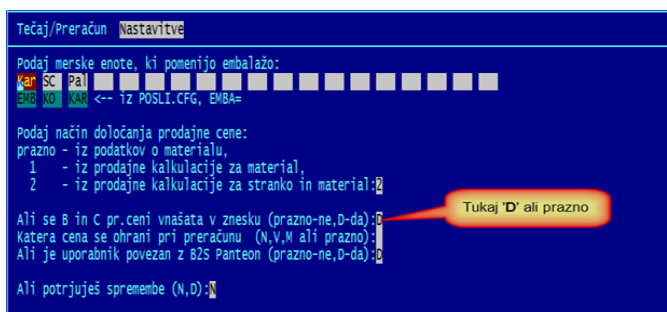 Tečaj/Preračun Nastavitve
Podaj merske enote, ki pomenijo embalažo:
Kar SC Pal
EMB KO KAR <-- iz POSLI.CFG, EMBA=
Podaj način določanja prodajne cene:
prazno - iz podatkov o materialu,
1 - iz prodajne kalkulacije za material,
2 - iz prodajne kalkulacije za stranko in material:2
Tukaj 'D' ali prazno
Ali se B in C pr.ceni vnašata v znesku (prazno-ne,D-da):D
Katera cena se ohrani pri preračunu (N,V,M ali prazno):
Ali je uporabnik povezan z B2S Panteon (prazno-ne,D-da):D
Ali potrjuješ spremembe (N,D):N